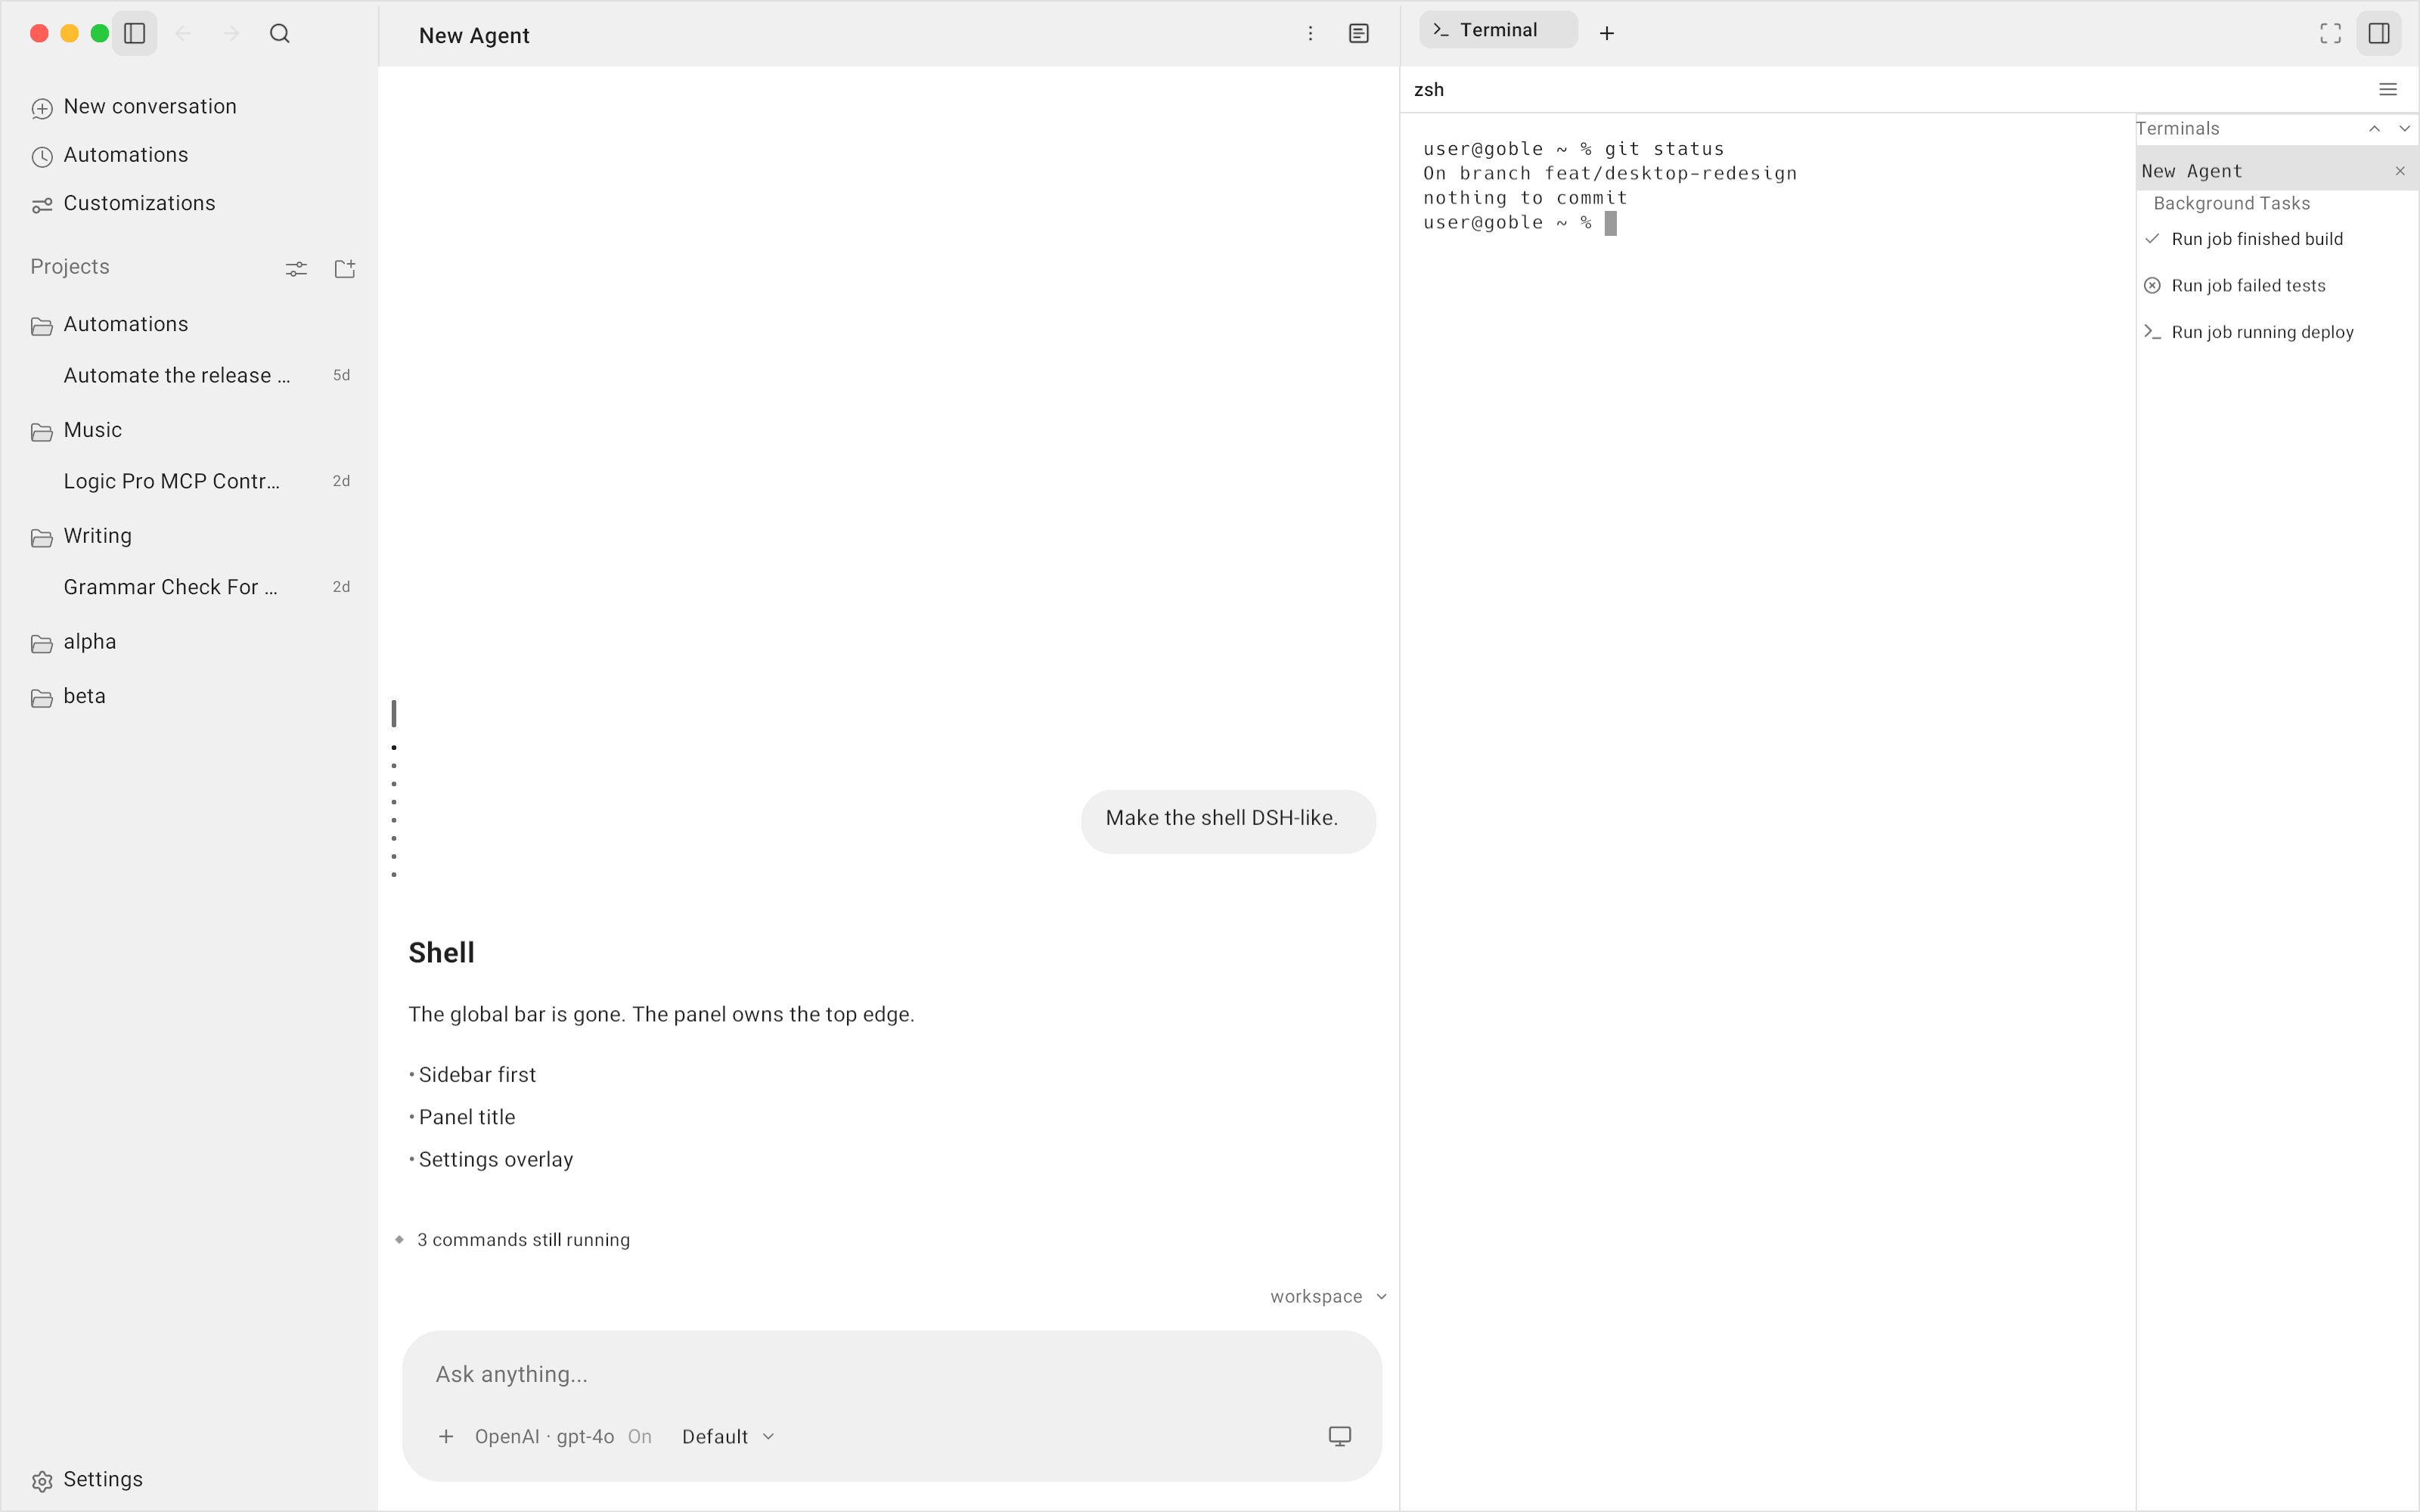 New conversation
Automations
Customizations
Projects
Automations
Automate the release ... 5d
Music
Logic Pro MCP Contr... 2d
Writing
Grammar Check For ... 2d
alpha
beta
Settings
New Agent
Make the shell DSH-like.
Shell
The global bar is gone. The panel owns the top edge.
• Sidebar first
• Panel title
• Settings overlay
3 commands still running
workspace
Ask anything...
OpenAI · gpt-4o On Default
Terminal
zsh
user@goble ~ % git status
On branch feat/desktop-redesign
nothing to commit
user@goble ~ %
Terminals
New Agent
Background Tasks
Run job finished build
Run job failed tests
Run job running deploy